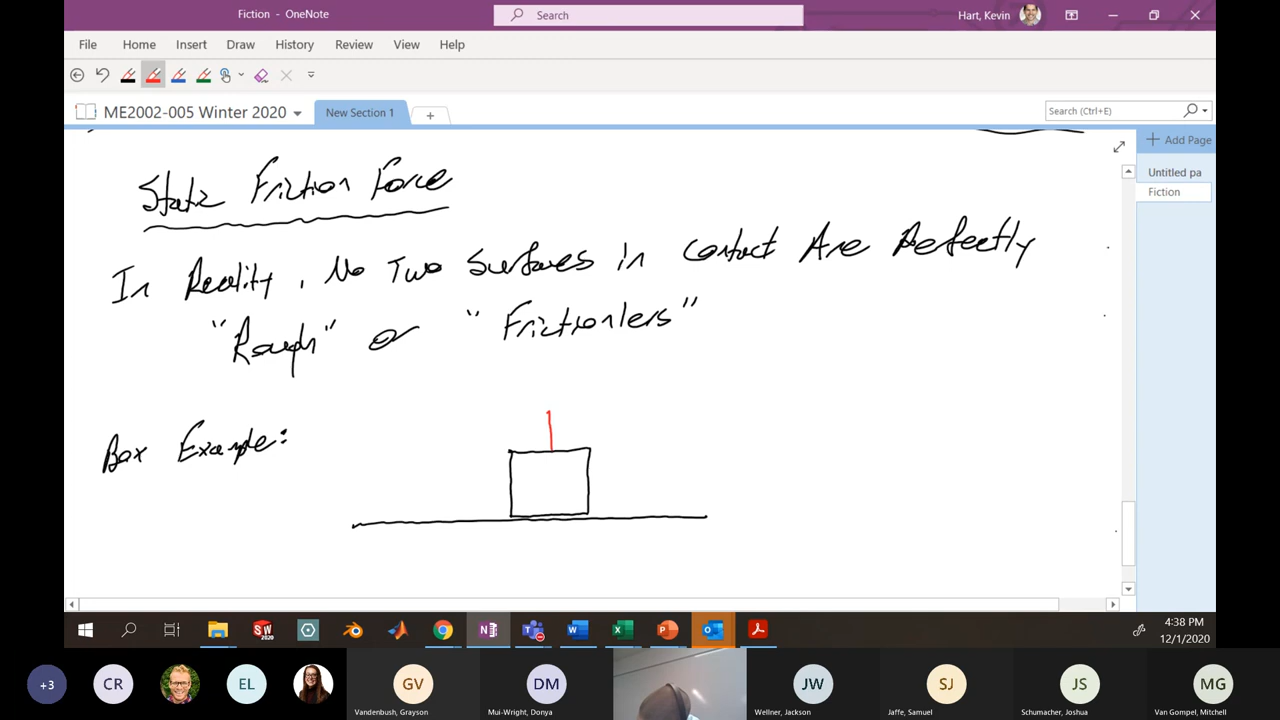 Fiction - OneNote
Search
Hart, Kevin
File Home Insert Draw History Review View Help
ME2002-005 Winter 2020
New Section 1
+
Search (Ctrl+E)
Add Page
Untitled pa
Fiction
Static Friction Force
In Reality, No Two Surfaces in Contact Are Perfectly
"Rough" or "Frictionless"
Box Example:
SW
2020
4:38 PM
12/1/2020
+3
CR
EL
GV
DM
JW
SJ
JS
MG
Vandenbush, Grayson
Mui-Wright, Donya
Wellner, Jackson
Jaffe, Samuel
Schumacher, Joshua
Van Gompel, Mitchell